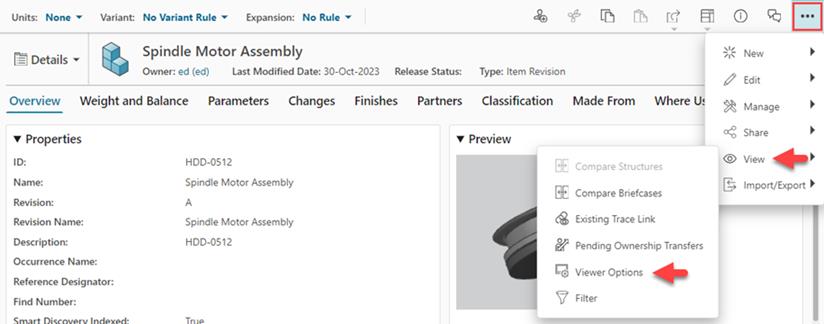 Units: None Variant: No Variant Rule Expansion: No Rule
Details
Spindle Motor Assembly
Owner: ed (ed) Last Modified Date: 30-Oct-2023 Release Status: Type: Item Revision
Overview Weight and Balance Parameters Changes Finishes Partners Classification Made From Where Us
Properties
ID: HDD-0512
Name: Spindle Motor Assembly
Revision: A
Revision Name: Spindle Motor Assembly
Description: HDD-0512
Occurrence Name:
Reference Designator:
Find Number:
Smart Discovery Indexed: True
Preview
New
Edit
Manage
Share
View
Import/Export
Compare Structures
Compare Briefcases
Existing Trace Link
Pending Ownership Transfers
Viewer Options
Filter